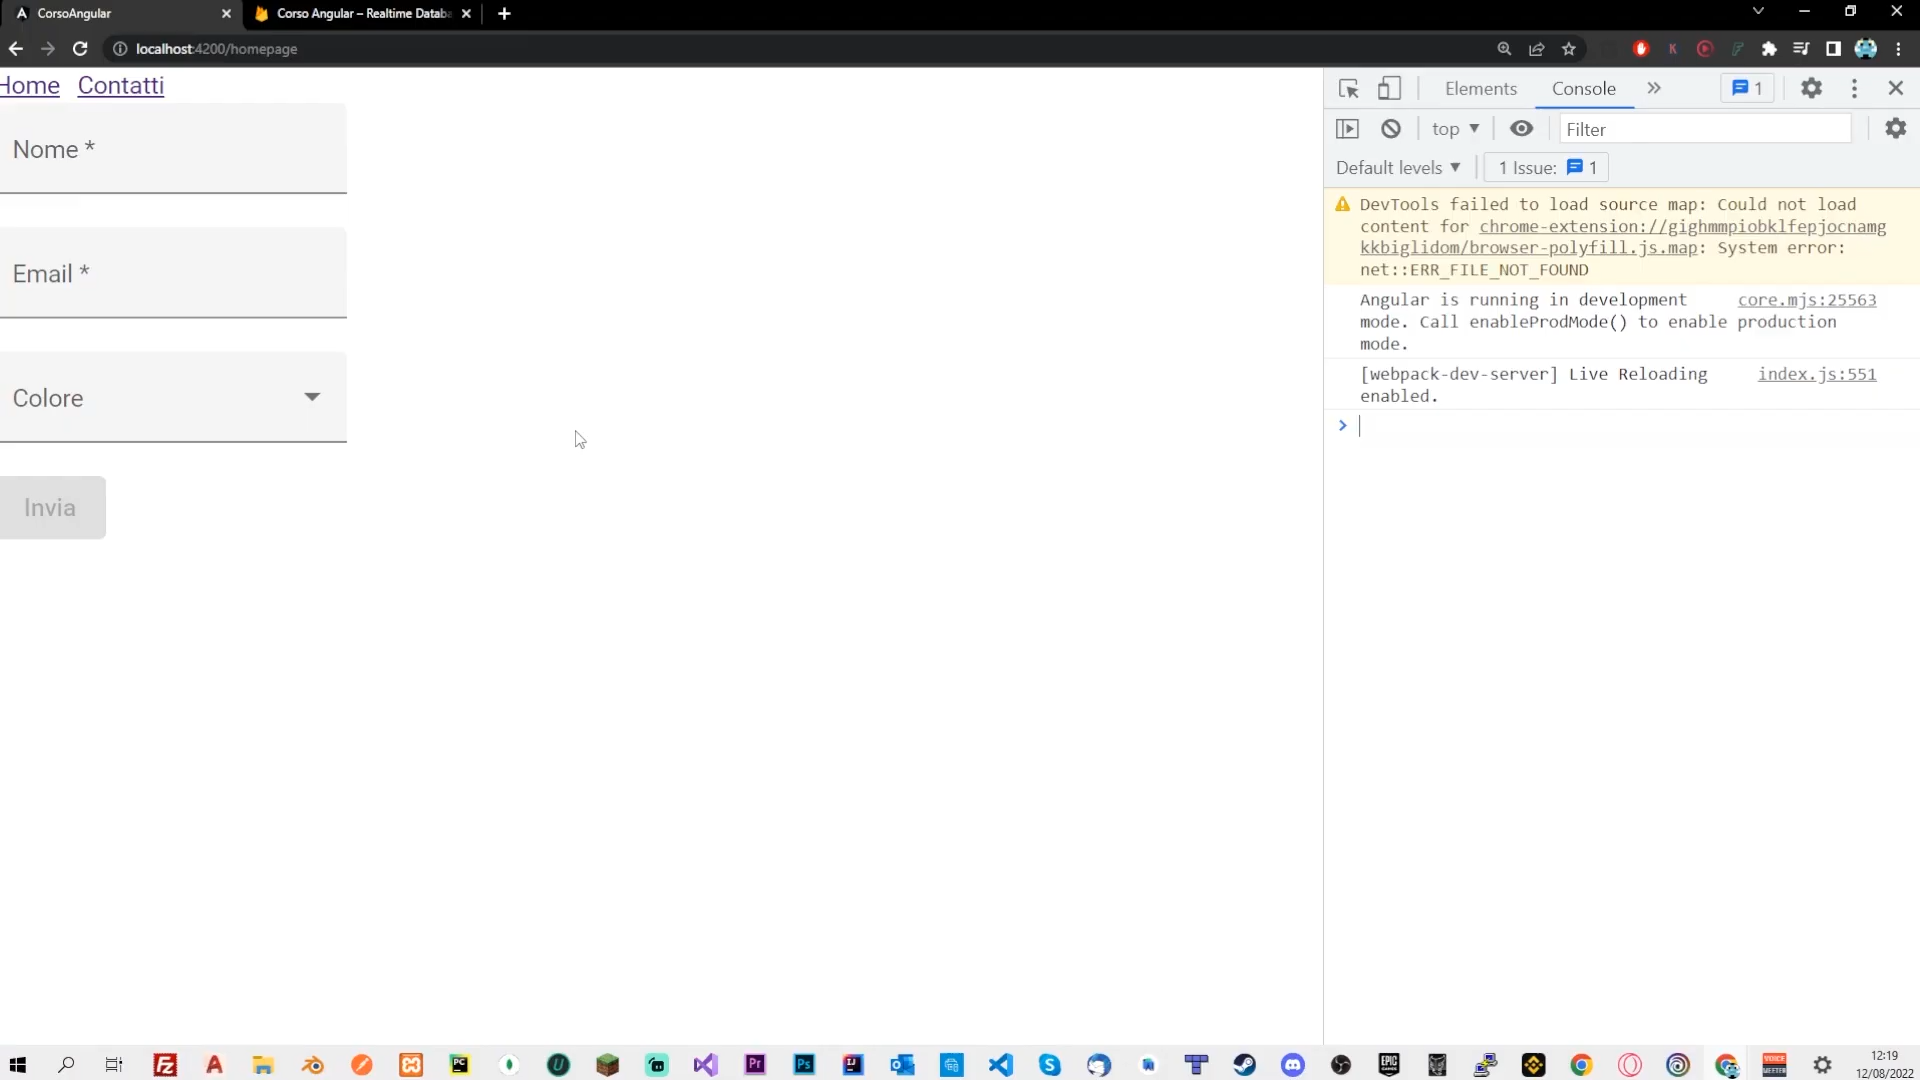 CorsoAngular
Corso Angular – Realtime Databa
localhost:4200/homepage
Home Contatti
Nome *
Email *
Colore
Invia
Elements Console 1
top Filter
Default levels 1 Issue: 1
DevTools failed to load source map: Could not load
content for chrome-extension://gighmmpiobklfepjocnamg
kkbiglidom/browser-polyfill.js.map: System error:
net::ERR_FILE_NOT_FOUND
Angular is running in development core.mjs:25563
mode. Call enableProdMode() to enable production
mode.
[webpack-dev-server] Live Reloading index.js:551
enabled.
12:19
12/08/2022